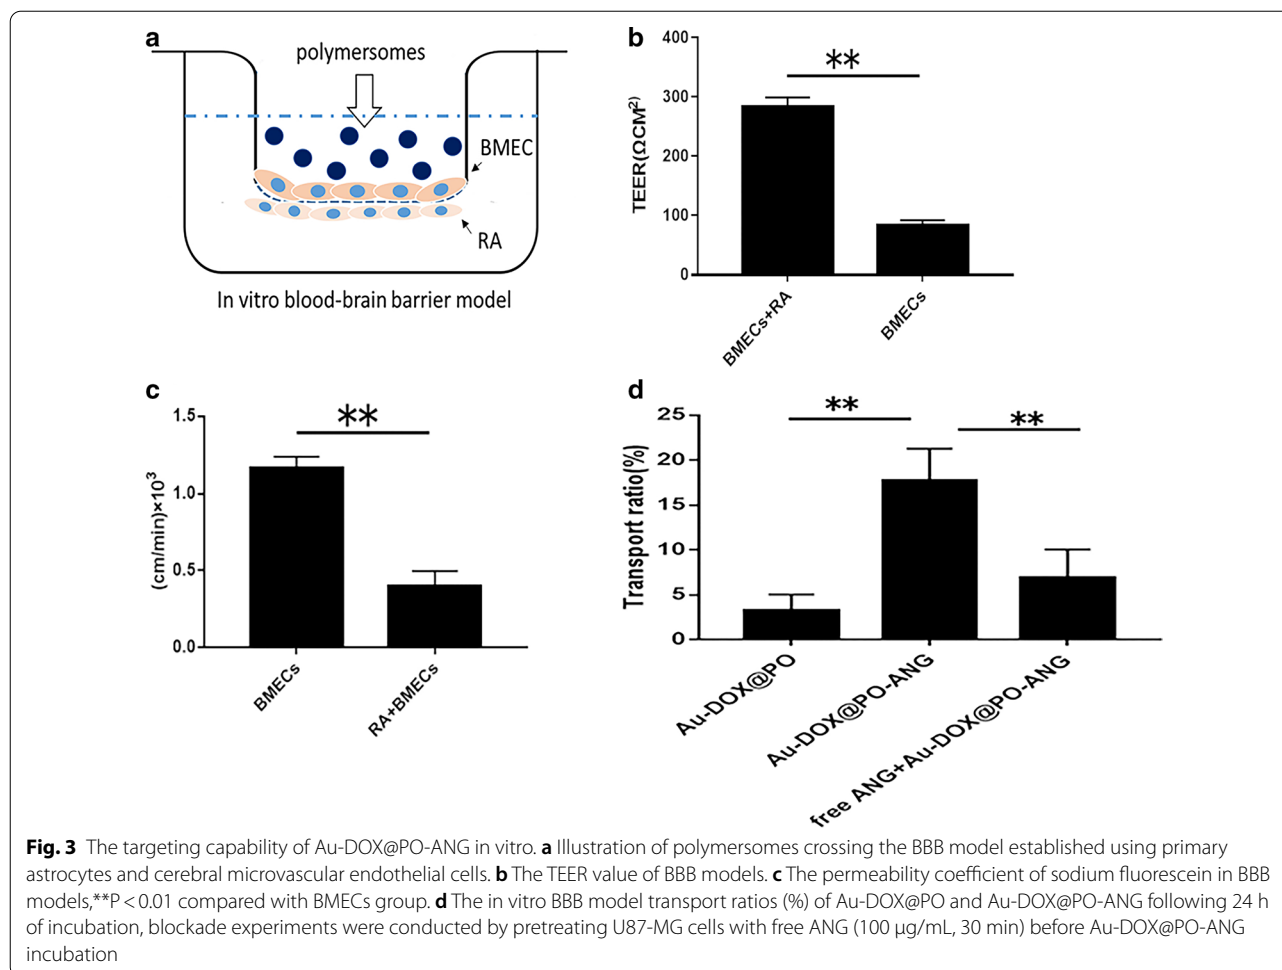 a
polymersomes
BMEC
RA
In vitro blood-brain barrier model
b
TEER(ΩCM²)
400
300
200
100
0
**
BMECs+RA
BMECs
c
(cm/min)×10³
1.5
1.0
0.5
0.0
**
BMECs
RA+BMECs
d
Transport ratio(%)
25
20
15
10
5
0
**
**
Au-DOX@PO
Au-DOX@PO-ANG
free ANG+Au-DOX@PO-ANG
Fig. 3 The targeting capability of Au-DOX@PO-ANG in vitro. a Illustration of polymersomes crossing the BBB model established using primary
astrocytes and cerebral microvascular endothelial cells. b The TEER value of BBB models. c The permeability coefficient of sodium fluorescein in BBB
models,**P < 0.01 compared with BMECs group. d The in vitro BBB model transport ratios (%) of Au-DOX@PO and Au-DOX@PO-ANG following 24 h
of incubation, blockade experiments were conducted by pretreating U87-MG cells with free ANG (100 μg/mL, 30 min) before Au-DOX@PO-ANG
incubation